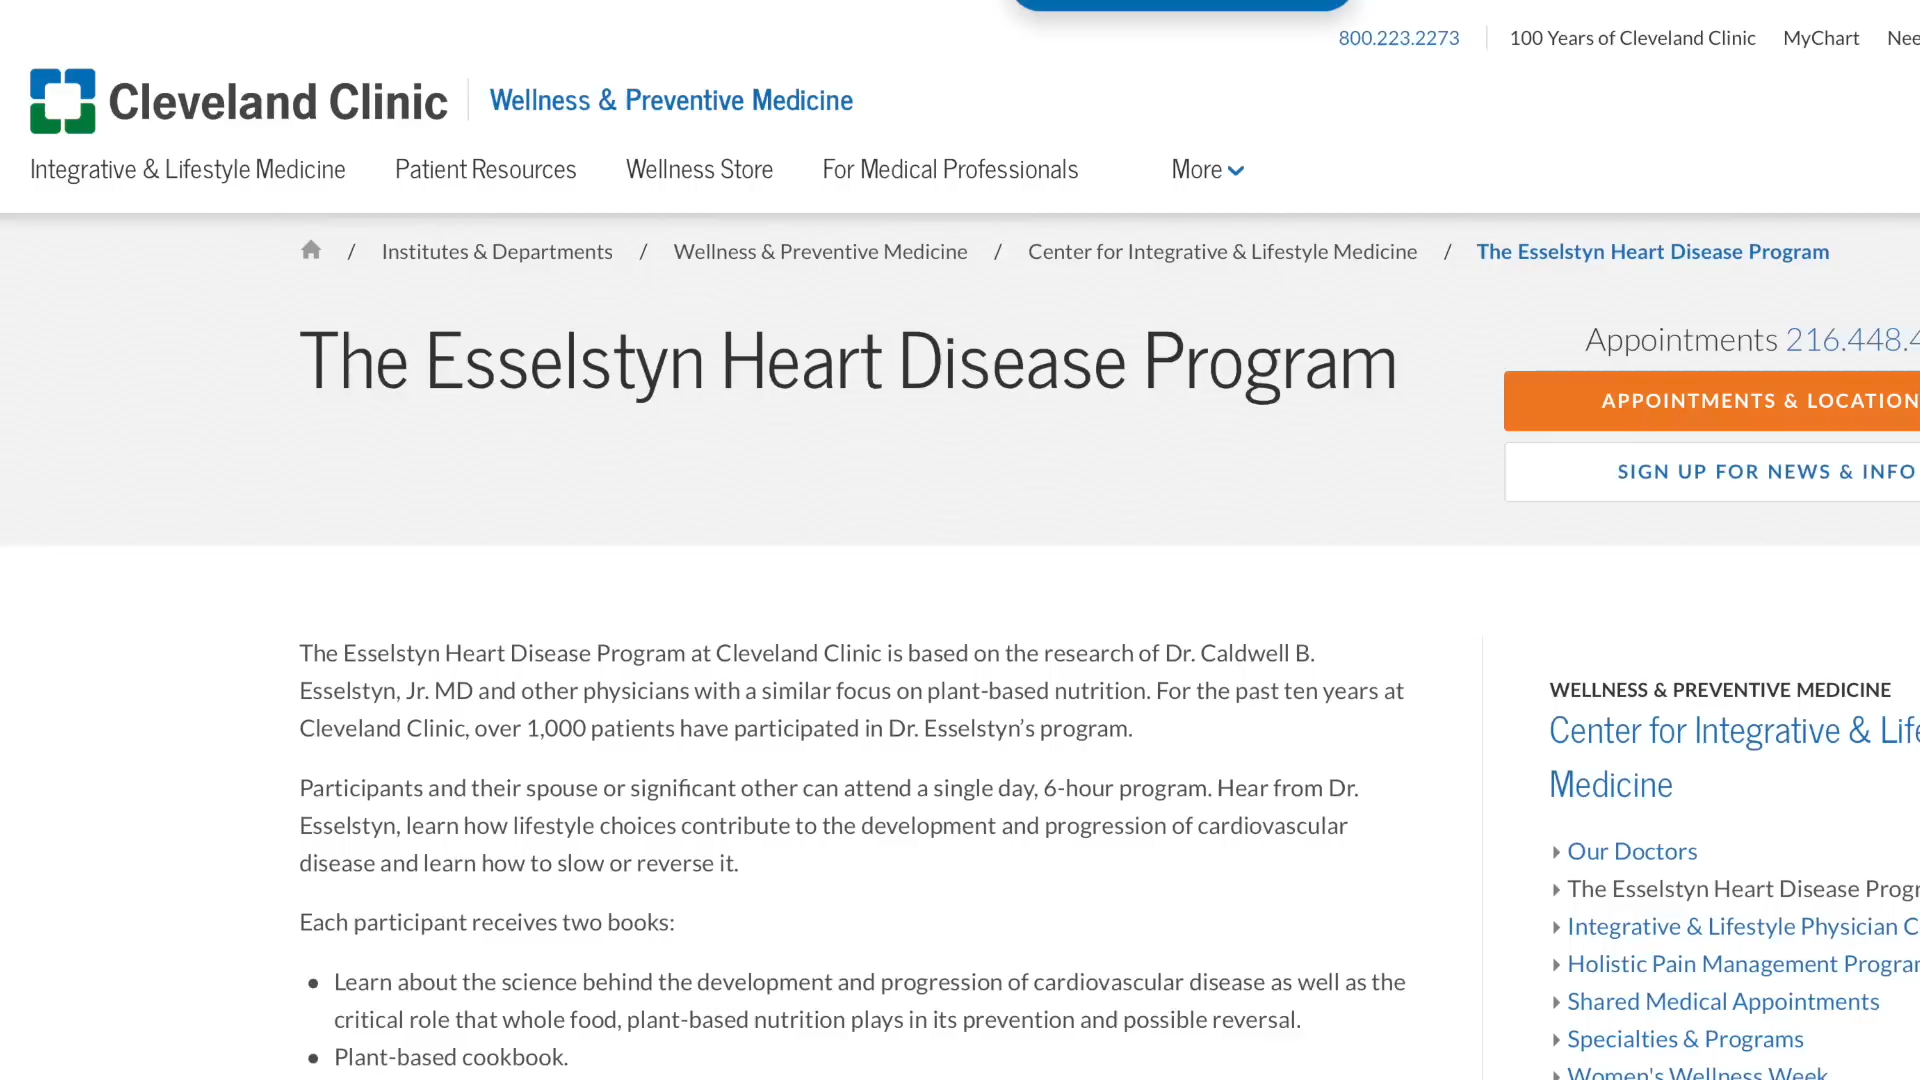 800.223.2273 100 Years of Cleveland Clinic MyChart
Cleveland Clinic Wellness & Preventive Medicine
Integrative & Lifestyle Medicine Patient Resources Wellness Store For Medical Professionals More
/ Institutes & Departments / Wellness & Preventive Medicine / Center for Integrative & Lifestyle Medicine / The Esselstyn Heart Disease Program
The Esselstyn Heart Disease Program
Appointments 216.448.4
APPOINTMENTS & LOCATION
SIGN UP FOR NEWS & INFO
The Esselstyn Heart Disease Program at Cleveland Clinic is based on the research of Dr. Caldwell B.
Esselstyn, Jr. MD and other physicians with a similar focus on plant-based nutrition. For the past ten years at
Cleveland Clinic, over 1,000 patients have participated in Dr. Esselstyn’s program.
Participants and their spouse or significant other can attend a single day, 6-hour program. Hear from Dr.
Esselstyn, learn how lifestyle choices contribute to the development and progression of cardiovascular
disease and learn how to slow or reverse it.
Each participant receives two books:
• Learn about the science behind the development and progression of cardiovascular disease as well as the
critical role that whole food, plant-based nutrition plays in its prevention and possible reversal.
• Plant-based cookbook.
WELLNESS & PREVENTIVE MEDICINE
Center for Integrative & Life
Medicine
Our Doctors
The Esselstyn Heart Disease Progr
Integrative & Lifestyle Physician C
Holistic Pain Management Program
Shared Medical Appointments
Specialties & Programs
Women's Wellness Week